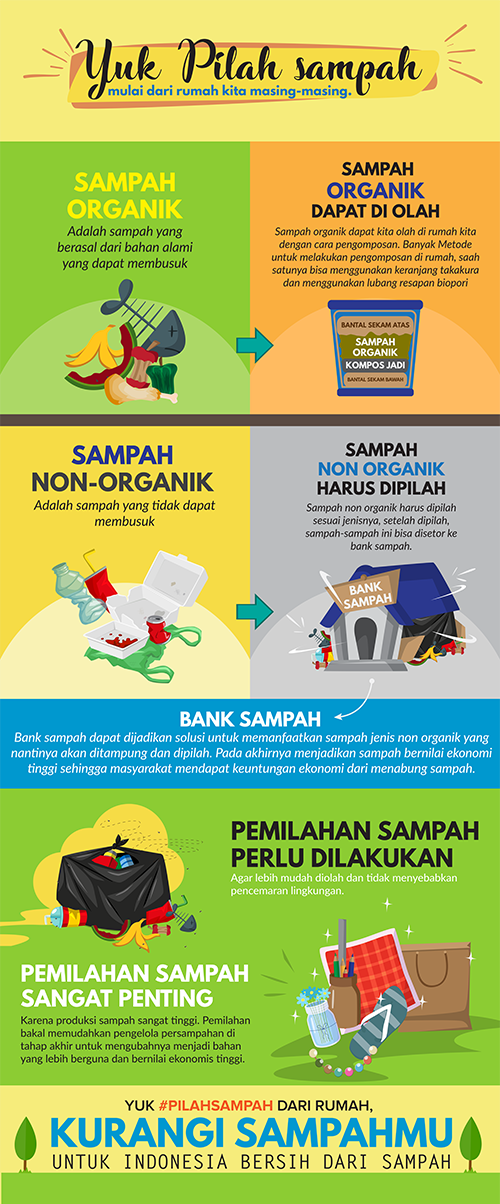 Yuk Pilah sampah
mulai dari rumah kita masing-masing.
SAMPAH
ORGANIK
Adalah sampah yang
berasal dari bahan alami
yang dapat membusuk
SAMPAH
ORGANIK
DAPAT DI OLAH
Sampah organik dapat kita olah di rumah kita
dengan cara pengomposan. Banyak Metode
untuk melakukan pengomposan di rumah, saah
satunya bisa menggunakan keranjang takakura
dan menggunakan lubang resapan biopori
BANTAL SEKAM ATAS
SAMPAH
ORGANIK
KOMPOS JADI
BANTAL SEKAM BAWAH
SAMPAH
NON-ORGANIK
Adalah sampah yang tidak dapat
membusuk
SAMPAH
NON ORGANIK
HARUS DIPILAH
Sampah non organik harus dipilah
sesuai jenisnya, setelah dipilah,
sampah-sampah ini bisa disetor ke
bank sampah.
BANK
SAMPAH
BANK SAMPAH
Bank sampah dapat dijadikan solusi untuk memanfaatkan sampah jenis non organik yang
nantinya akan ditampung dan dipilah. Pada akhirnya menjadikan sampah bernilai ekonomi
tinggi sehingga masyarakat mendapat keuntungan ekonomi dari menabung sampah.
PEMILAHAN SAMPAH
PERLU DILAKUKAN
Agar lebih mudah diolah dan tidak menyebabkan
pencemaran lingkungan.
PEMILAHAN SAMPAH
SANGAT PENTING
Karena produksi sampah sangat tinggi. Pemilahan
bakal memudahkan pengelola persampahan di
tahap akhir untuk mengubahnya menjadi bahan
yang lebih berguna dan bernilai ekonomis tinggi.
YUK #PILAHSAMPAH DARI RUMAH,
KURANGI SAMPAHMU
UNTUK INDONESIA BERSIH DARI SAMPAH